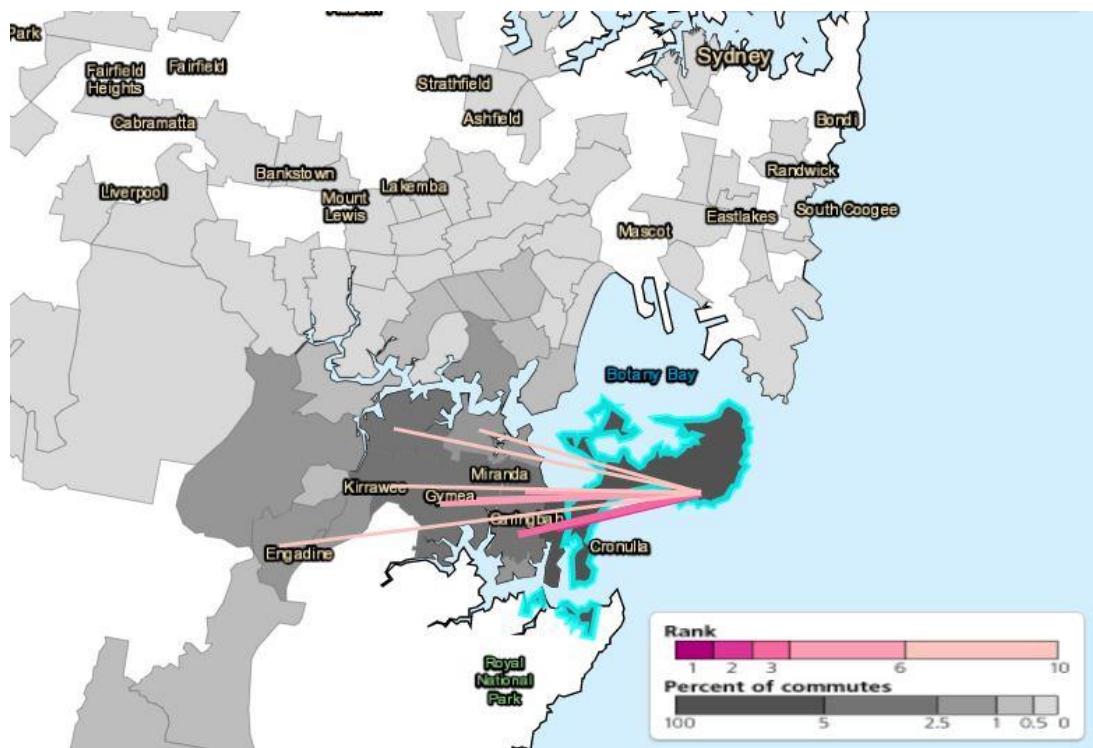 Park
Sydney
Fairfield
Heights
Fairfield
Strathfield
Cabramatta
Ashfield
Bondi
Bankstown
Randwick
Liverpool
Lakemba
Mount
Lewis
Eastlakes
South Coogee
Mascot
Botany Bay
Miranda
Kirrawee
Gymea
Caringbah
Cronulla
Engadine
Royal
National
Park
Rank
1 2 3 6 10
Percent of commutes
100 5 2.5 1 0.5 0